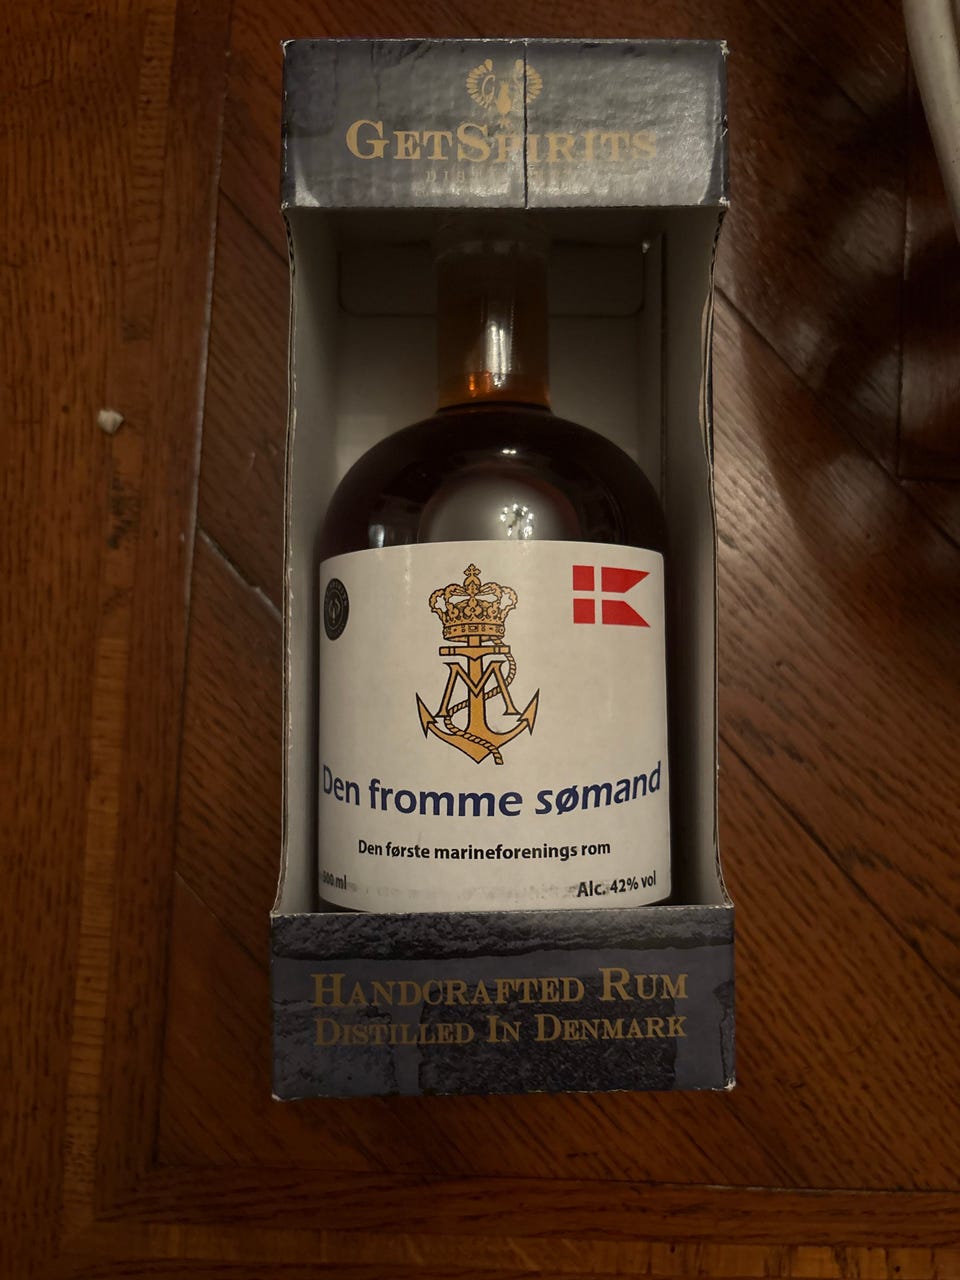 GETSPIRITS
Den fromme sømand
Den første marineforenings rom
Alc. 42% vol
HANDCRAFTED RUM
DISTILLED IN DENMARK